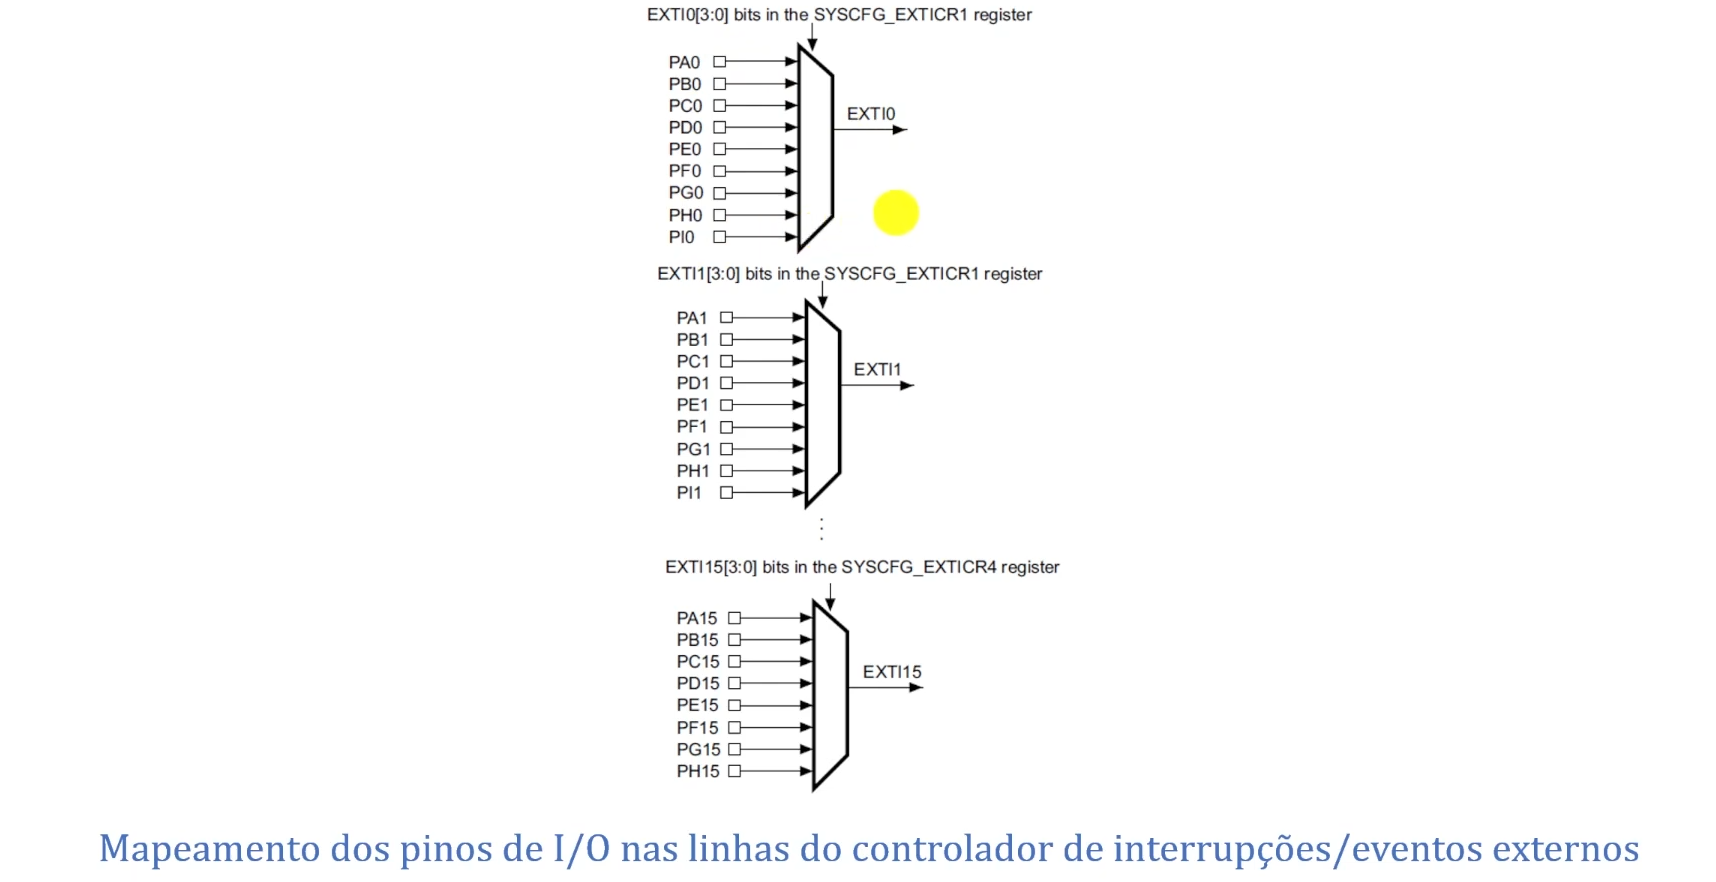 EXTI0[3:0] bits in the SYSCFG_EXTICR1 register
PA0
PB0
PC0
PD0
PE0
PF0
PG0
PH0
PI0
EXTI0
EXTI1[3:0] bits in the SYSCFG_EXTICR1 register
PA1
PB1
PC1
PD1
PE1
PF1
PG1
PH1
PI1
EXTI1
EXTI15[3:0] bits in the SYSCFG_EXTICR4 register
PA15
PB15
PC15
PD15
PE15
PF15
PG15
PH15
EXTI15
Mapeamento dos pinos de I/O nas linhas do controlador de interrupções/eventos externos